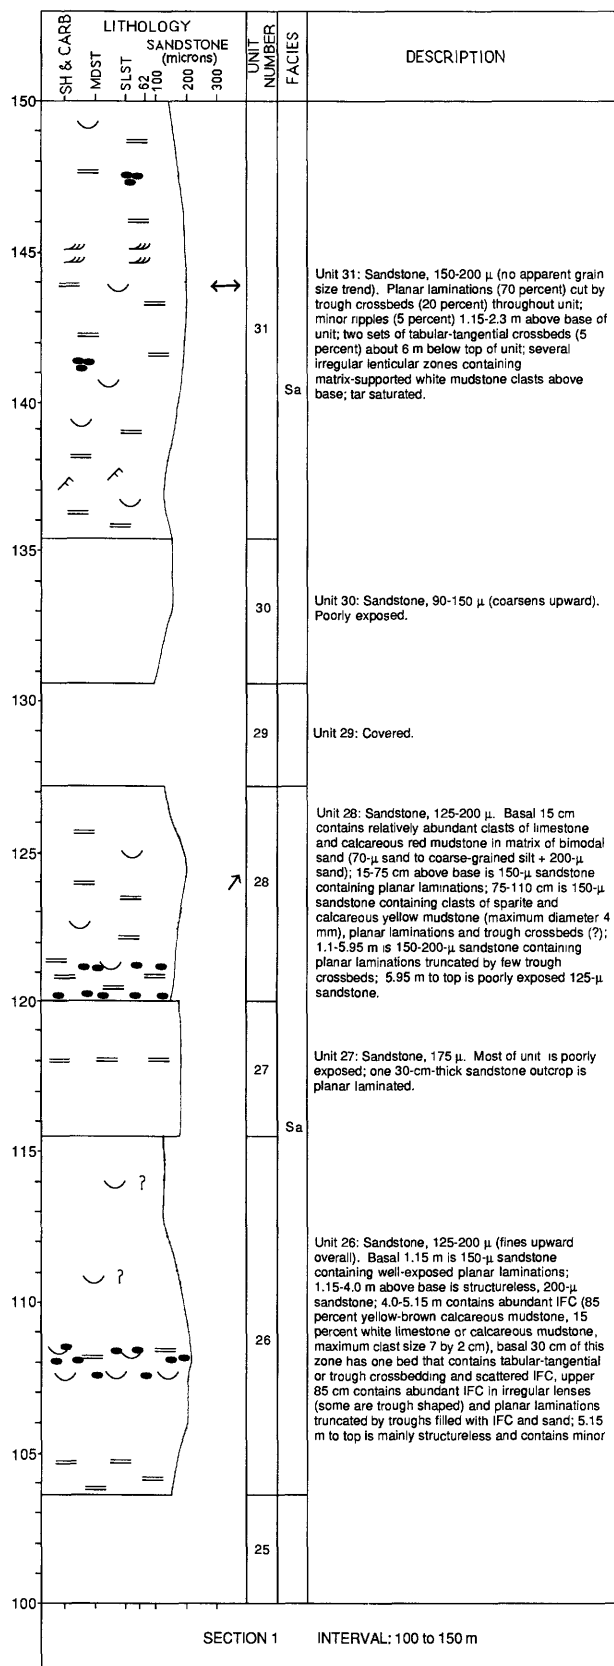 LITHOLOGY
SH & CARB
MDST
SLST
SANDSTONE
(microns)
62
100
200
300
UNIT
NUMBER
FACIES
DESCRIPTION
150
145
31
Sa
Unit 31: Sandstone, 150-200 µ (no apparent grain
size trend). Planar laminations (70 percent) cut by
trough crossbeds (20 percent) throughout unit;
minor ripples (5 percent) 1.15-2.3 m above base of
unit; two sets of tabular-tangential crossbeds (5
percent) about 6 m below top of unit; several
irregular lenticular zones containing
matrix-supported white mudstone clasts above
base; tar saturated.
140
135
30
Unit 30: Sandstone, 90-150 µ (coarsens upward).
Poorly exposed.
130
29
Unit 29: Covered.
125
28
Unit 28: Sandstone, 125-200 µ. Basal 15 cm
contains relatively abundant clasts of limestone
and calcareous red mudstone in matrix of bimodal
sand (70-µ sand to coarse-grained silt + 200-µ
sand); 15-75 cm above base is 150-µ sandstone
containing planar laminations; 75-110 cm is 150-µ
sandstone containing clasts of sparite and
calcareous yellow mudstone (maximum diameter 4
mm), planar laminations and trough crossbeds (?);
1.1-5.95 m is 150-200-µ sandstone containing
planar laminations truncated by few trough
crossbeds; 5.95 m to top is poorly exposed 125-µ
sandstone.
120
27
Unit 27: Sandstone, 175 µ. Most of unit is poorly
exposed; one 30-cm-thick sandstone outcrop is
planar laminated.
Sa
115
?
?
110
26
Unit 26: Sandstone, 125-200 µ (fines upward
overall). Basal 1.15 m is 150-µ sandstone
containing well-exposed planar laminations;
1.15-4.0 m above base is structureless, 200-µ
sandstone; 4.0-5.15 m contains abundant IFC (85
percent yellow-brown calcareous mudstone, 15
percent white limestone or calcareous mudstone,
maximum clast size 7 by 2 cm), basal 30 cm of this
zone has one bed that contains tabular-tangential
or trough crossbedding and scattered IFC, upper
85 cm contains abundant IFC in irregular lenses
(some are trough shaped) and planar laminations
truncated by troughs filled with IFC and sand; 5.15
m to top is mainly structureless and contains minor
105
25
100
SECTION 1 INTERVAL: 100 to 150 m